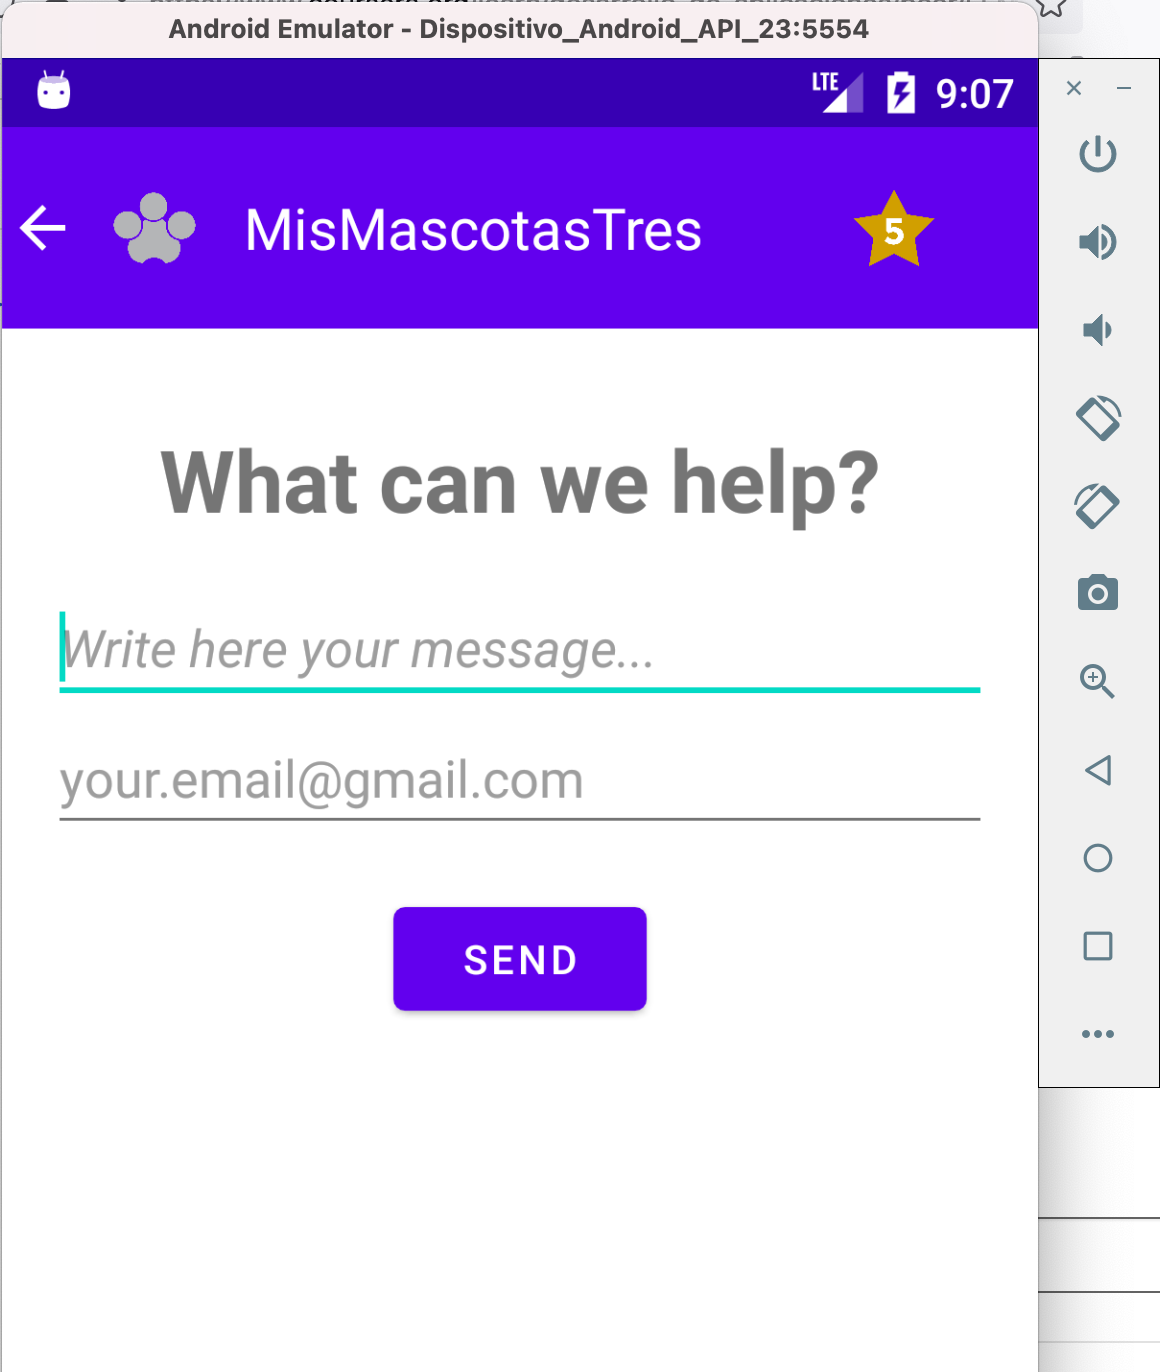 Android Emulator - Dispositivo_Android_API_23:5554
LTE 9:07
MisMascotasTres 5
What can we help?
Write here your message...
your.email@gmail.com
SEND